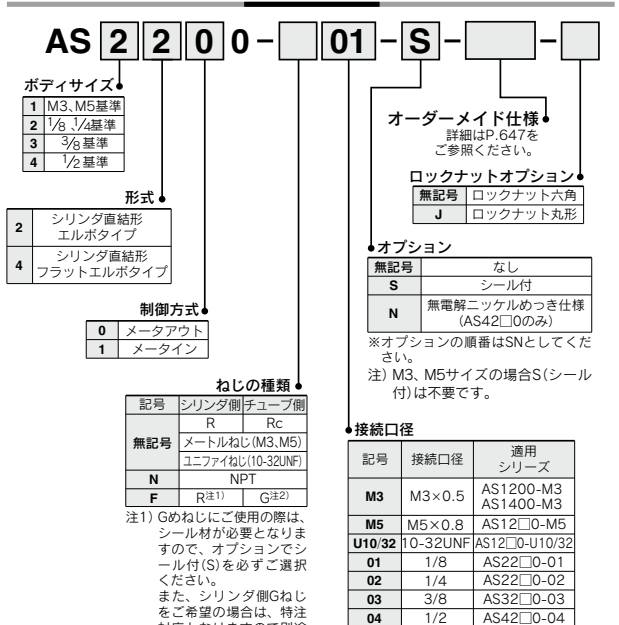 AS 2 2 0 0 - □ 01 - S - □ - □
ボディサイズ
1 M3、M5基準
2 1/8、1/4基準
3 3/8基準
4 1/2基準
形式
2 シリンダ直結形
エルボタイプ
4 シリンダ直結形
フラットエルボタイプ
制御方式
0 メータアウト
1 メータイン
ねじの種類
記号 シリンダ側 チューブ側
無記号 R Rc
メートルねじ(M3、M5)
ユニファイねじ(10-32UNF)
N NPT
F R注1) G注2)
注1) Gめねじにご使用の際は、
シール材が必要となりま
すので、オプションでシ
ール付(S)を必ずご選択
ください。
また、シリンダ側Gねじ
をご希望の場合は、特注
オーダーメイド仕様
詳細はP.647を
ご参照ください。
ロックナットオプション
無記号 ロックナット六角
J ロックナット丸形
オプション
無記号 なし
S シール付
N 無電解ニッケルめっき仕様
(AS42□0のみ)
※オプションの順番はSNとしてくだ
さい。
注) M3、M5サイズの場合S(シール
付)は不要です。
接続口径
記号 接続口径 適用
シリーズ
M3 M3×0.5 AS1200-M3
AS1400-M3
M5 M5×0.8 AS12□0-M5
U10/32 10-32UNF AS12□0-U10/32
01 1/8 AS22□0-01
02 1/4 AS22□0-02
03 3/8 AS32□0-03
04 1/2 AS42□0-04